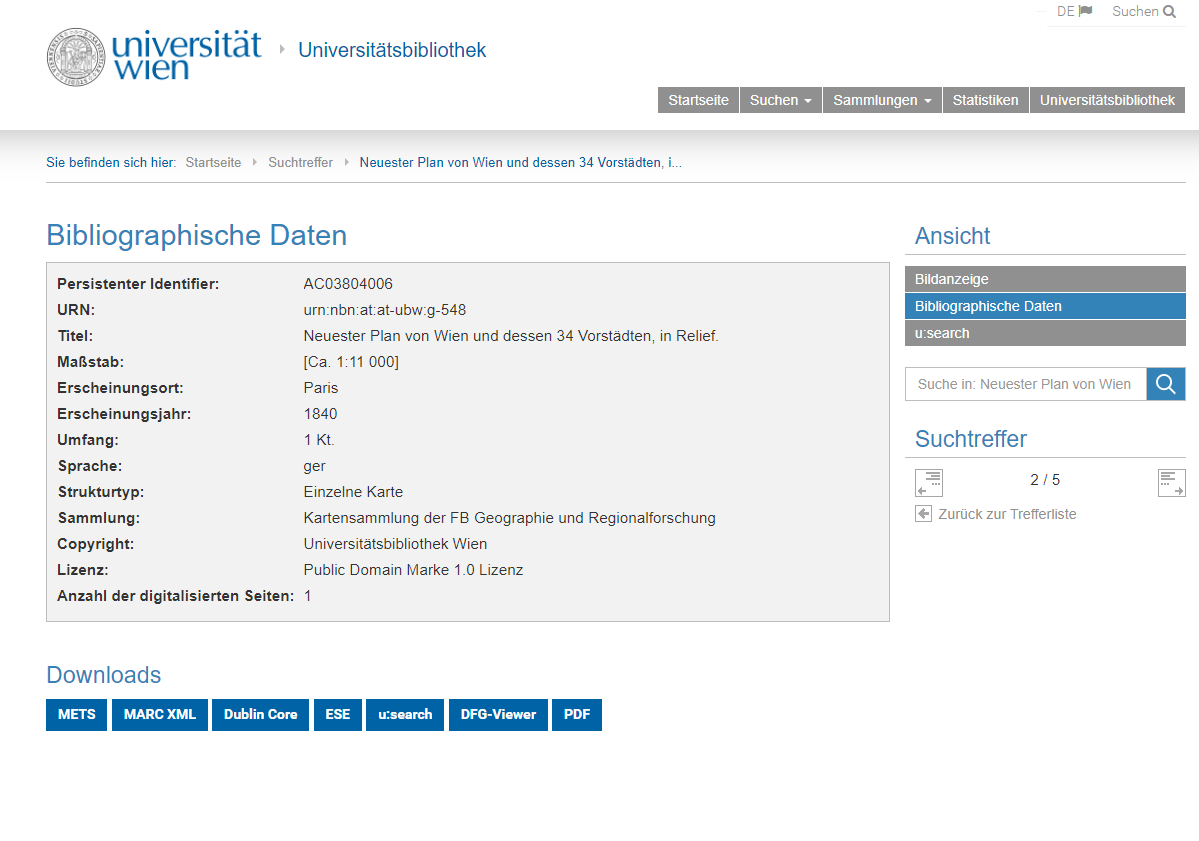 DE Suchen
universität wien Universitätsbibliothek
Startseite Suchen Sammlungen Statistiken Universitätsbibliothek
Sie befinden sich hier: Startseite Suchtreffer Neuester Plan von Wien und dessen 34 Vorstädten, i...
Bibliographische Daten
Persistenter Identifier: AC03804006
URN: urn:nbn:at:at-ubw:g-548
Titel: Neuester Plan von Wien und dessen 34 Vorstädten, in Relief.
Maßstab: [Ca. 1:11 000]
Erscheinungsort: Paris
Erscheinungsjahr: 1840
Umfang: 1 Kt.
Sprache: ger
Strukturtyp: Einzelne Karte
Sammlung: Kartensammlung der FB Geographie und Regionalforschung
Copyright: Universitätsbibliothek Wien
Lizenz: Public Domain Marke 1.0 Lizenz
Anzahl der digitalisierten Seiten: 1
Downloads
METS MARC XML Dublin Core ESE u:search DFG-Viewer PDF
Ansicht
Bildanzeige
Bibliographische Daten
u:search
Suche in: Neuester Plan von Wien
Suchtreffer
2 / 5
Zurück zur Trefferliste